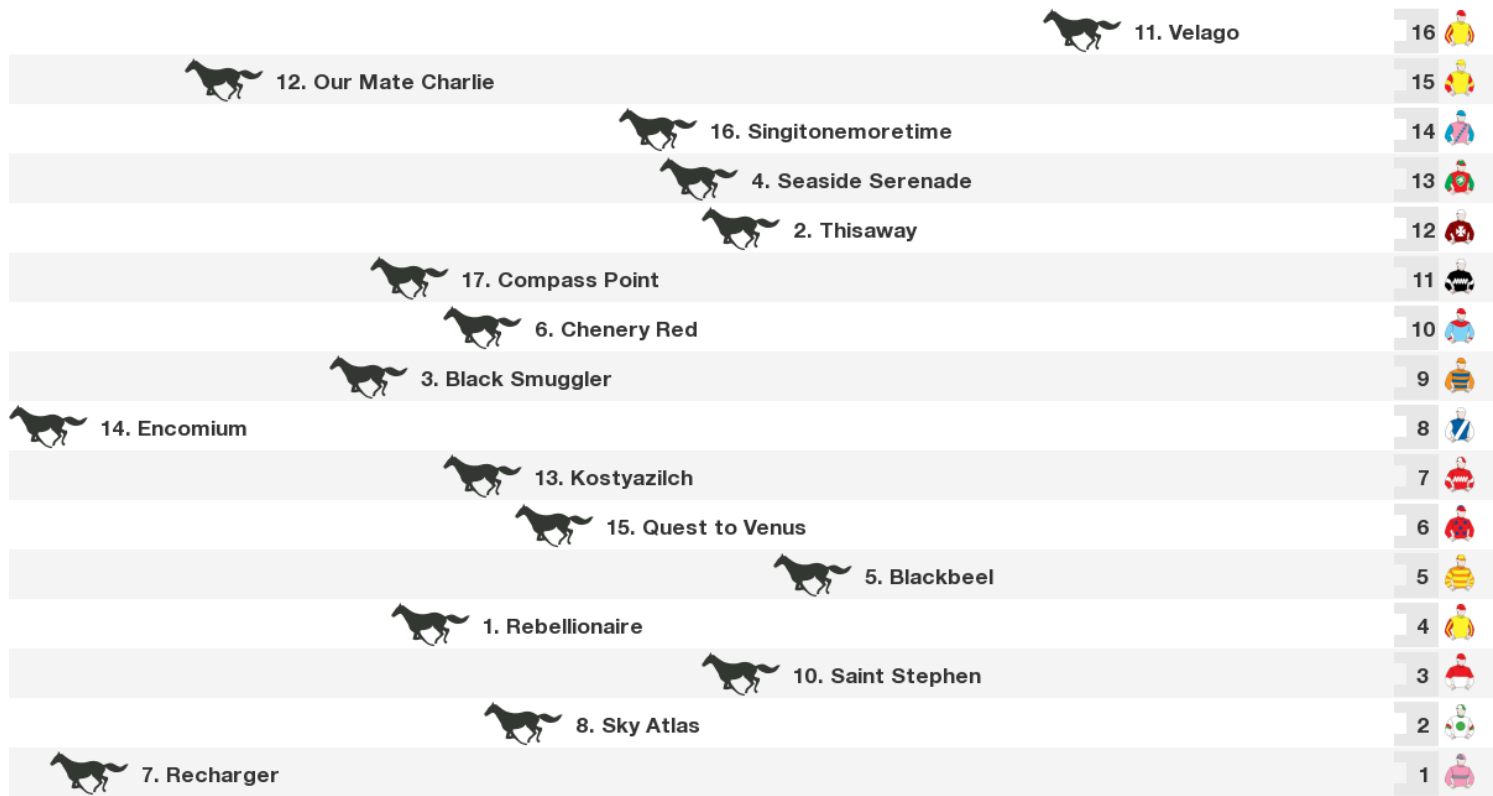 11. Velago 16
12. Our Mate Charlie 15
16. Singitonemoretime 14
4. Seaside Serenade 13
2. Thisaway 12
17. Compass Point 11
6. Chenery Red 10
3. Black Smuggler 9
14. Encomium 8
13. Kostyazilch 7
15. Quest to Venus 6
5. Blackbeel 5
1. Rebellionaire 4
10. Saint Stephen 3
8. Sky Atlas 2
7. Recharger 1